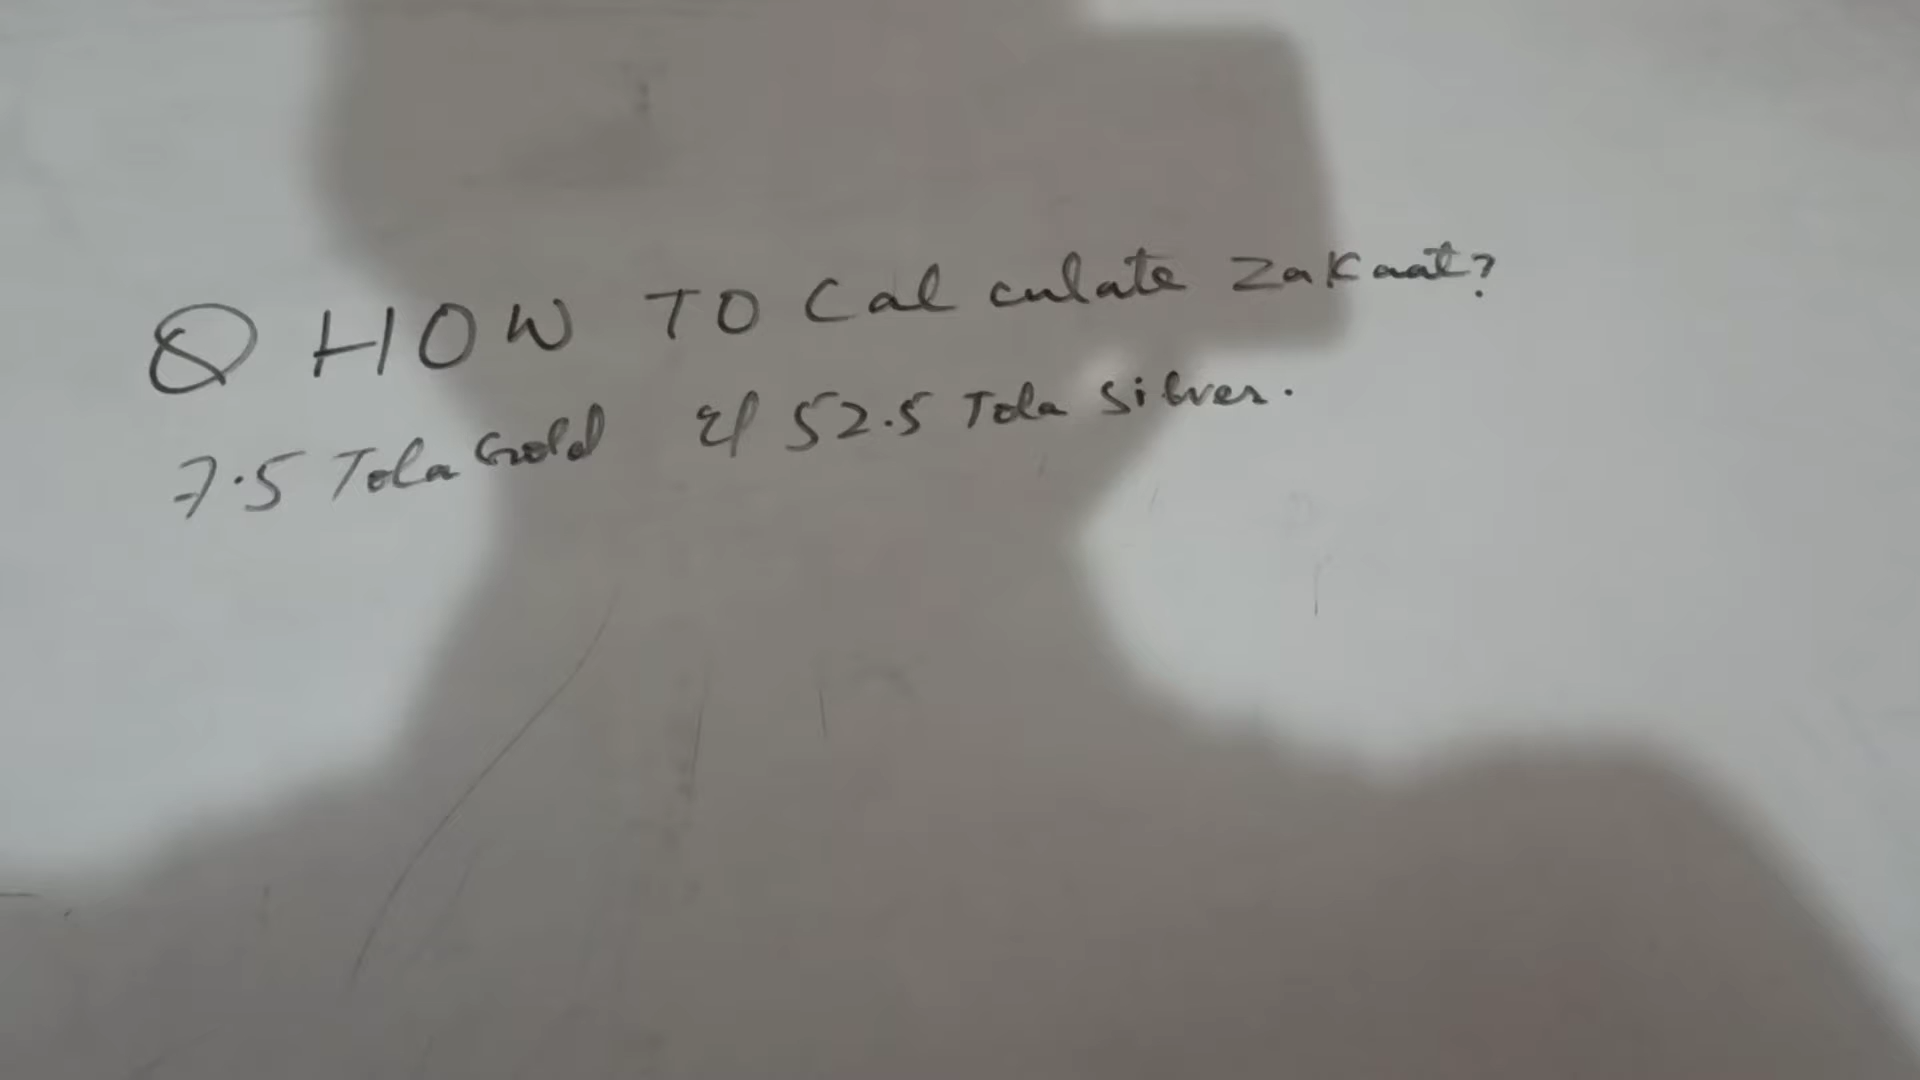 Q HOW TO Calculate Zakaat?
7.5 Tola Gold & 52.5 Tola Silver.